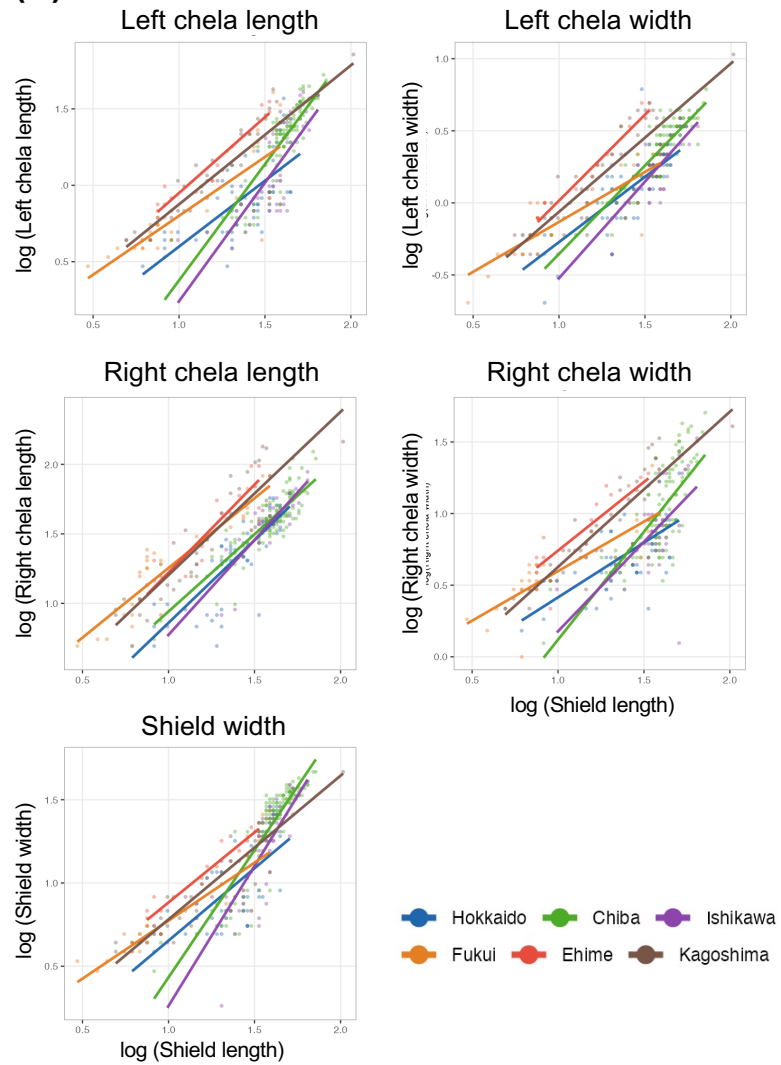 Left chela length
Left chela width
log (Left chela length)
1.5
.0
0.5
0.5
1.0
1.5
2.0
log (Left chela width)
1.0
0.5
0.0
-0.5
0.5
1.0
1.5
2.0
Right chela length
Right chela width
log (Right chela length)
2.0
1.5
1.0
0.5
1.0
1.5
2.0
log (Right chela width)
1.5
1.0
0.5
0.0
0.5
1.0
1.5
2.0
log (Shield length)
Shield width
log (Shield width)
1.5
1.0
0.5
0.5
1.0
1.5
2.0
log (Shield length)
Hokkaido
Chiba
Ishikawa
Fukui
Ehime
Kagoshima